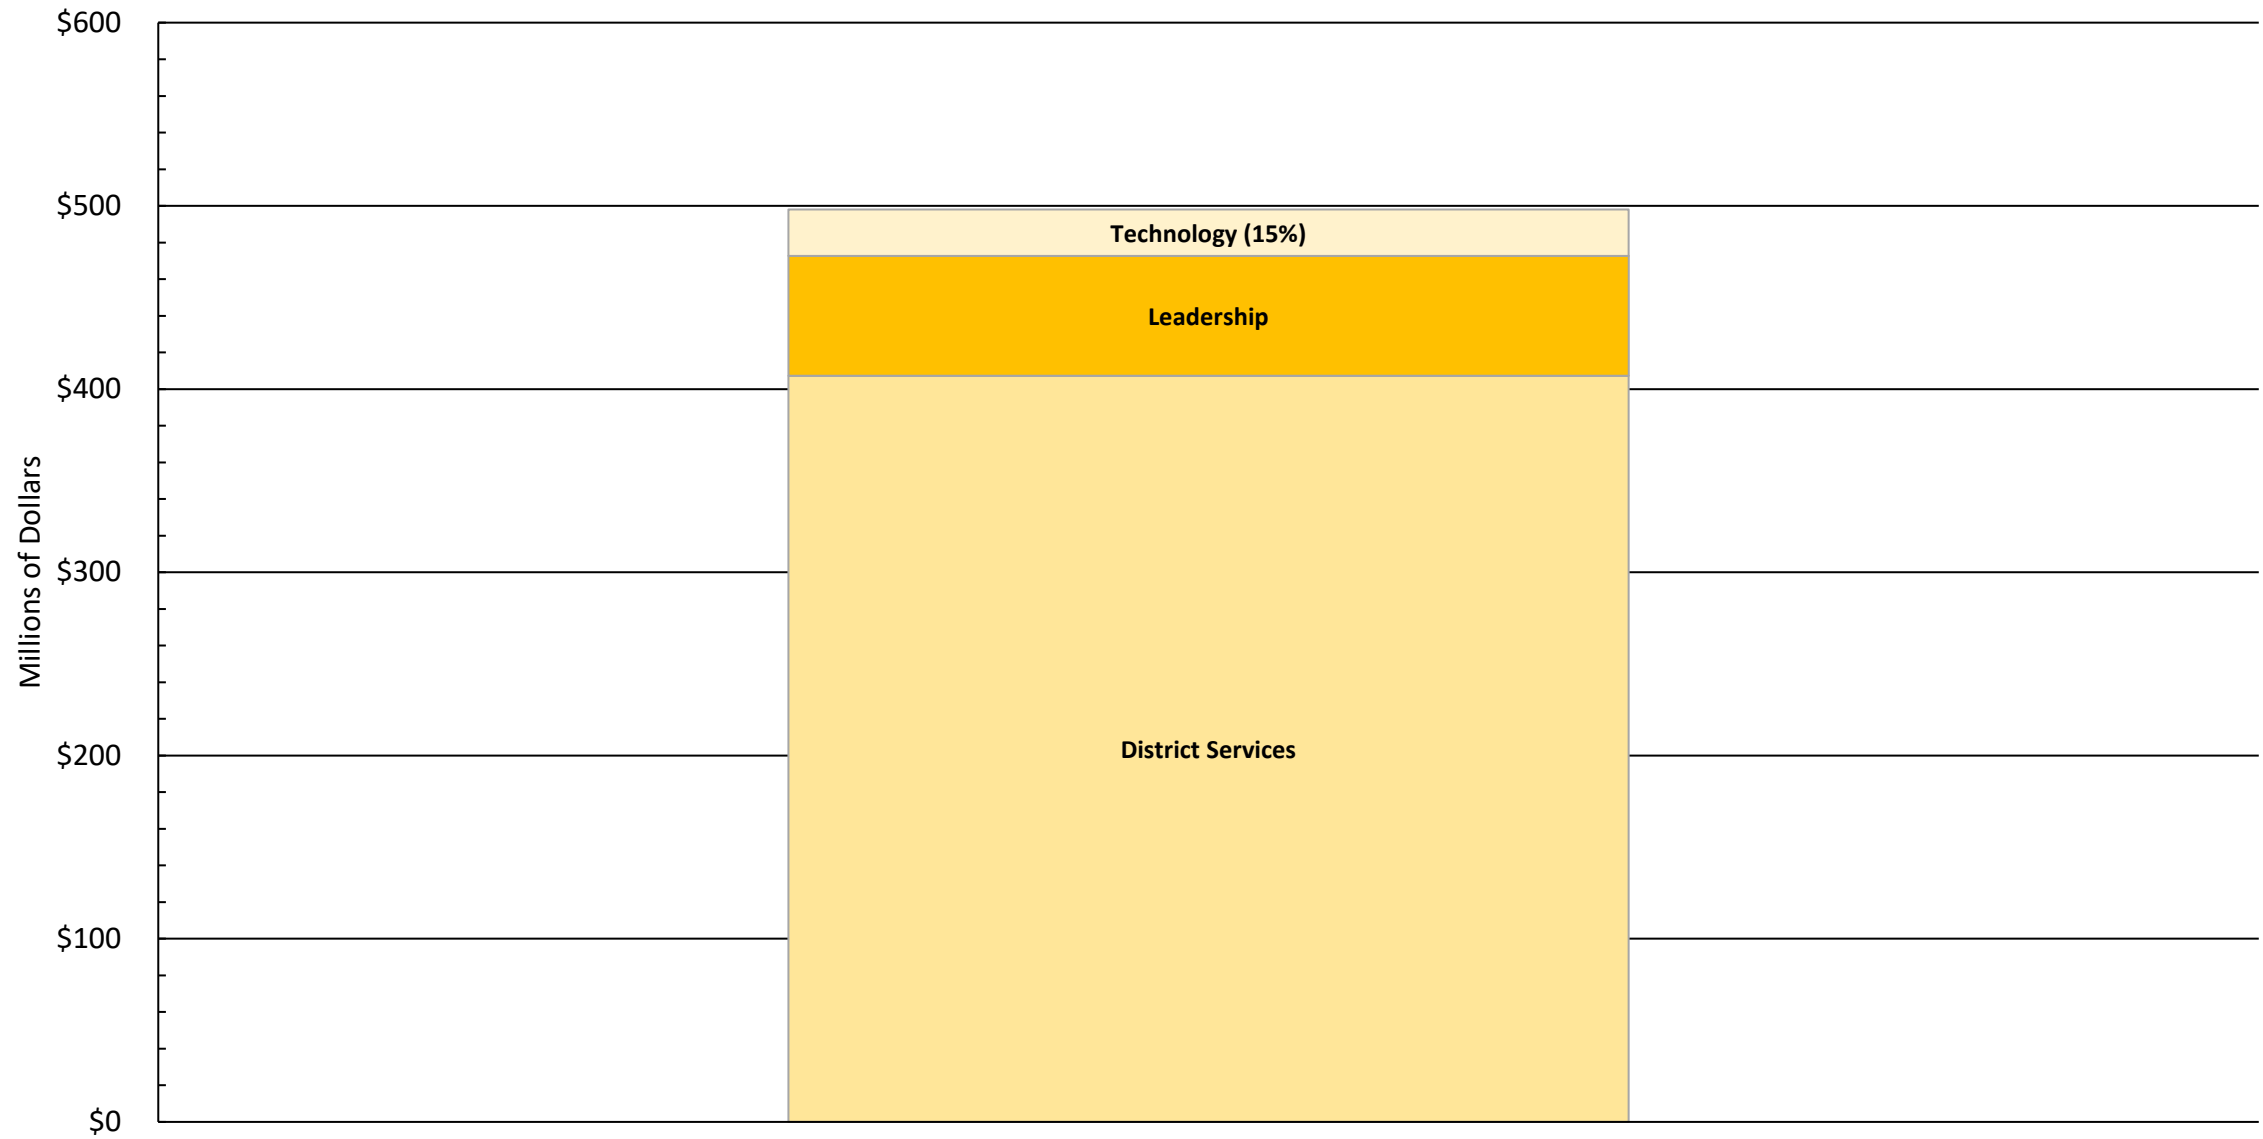 $600
$500
Technology (15%)
Leadership
$400
Millions of Dollars
$300
$200
District Services
$100
$0